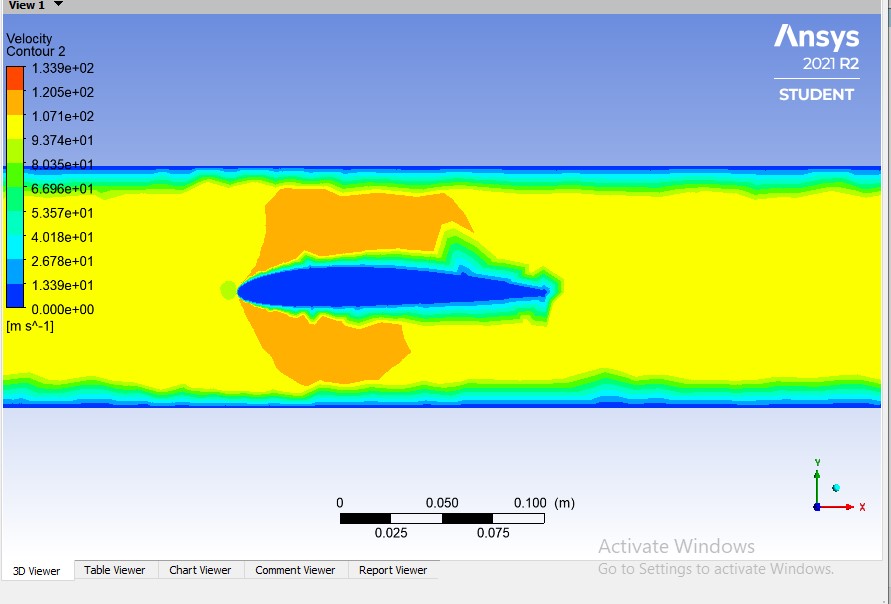 View 1
Velocity
Contour 2
1.339e+02
1.205e+02
1.071e+02
9.374e+01
8.035e+01
6.696e+01
5.357e+01
4.018e+01
2.678e+01
1.339e+01
0.000e+00
[m s^-1]
Ansys
2021 R2
STUDENT
0 0.050 0.100 (m)
0.025 0.075
Y
X
Activate Windows
Go to Settings to activate Windows.
3D Viewer Table Viewer Chart Viewer Comment Viewer Report Viewer